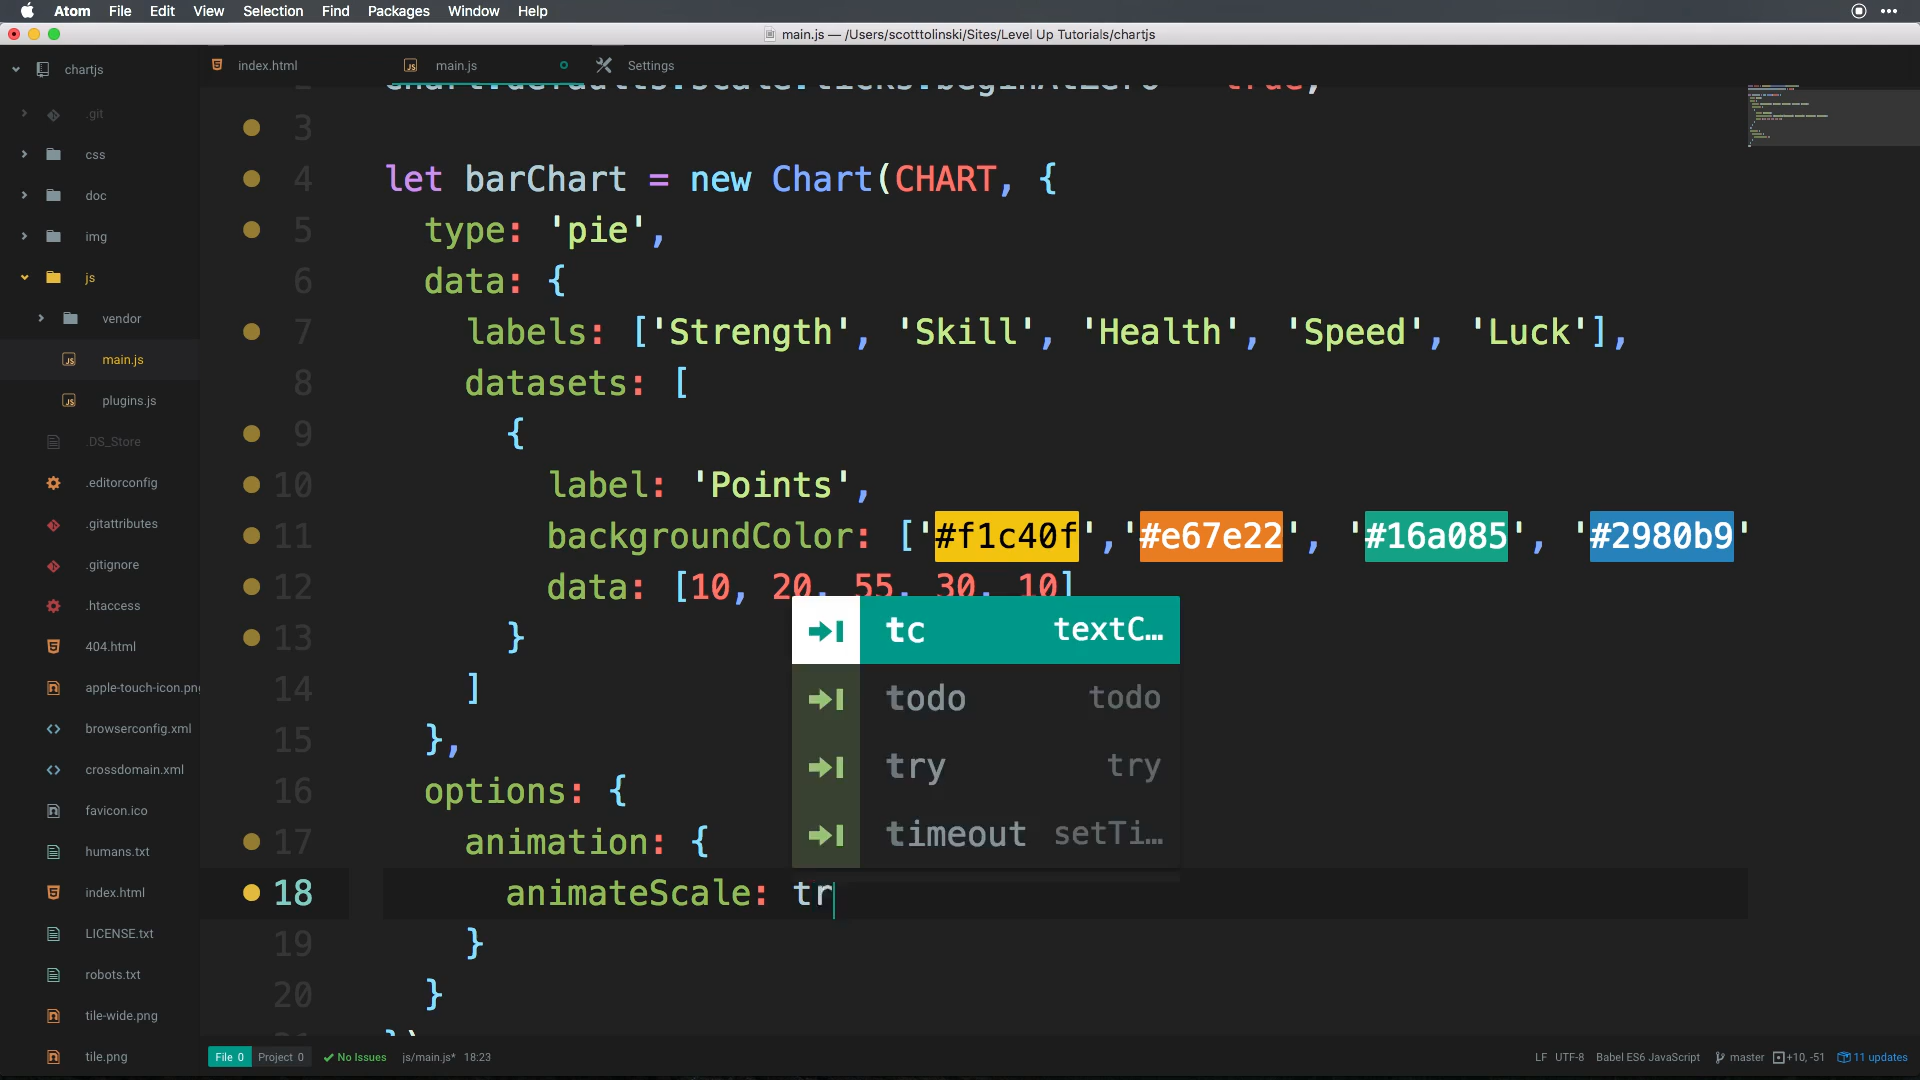 Atom File Edit View Selection Find Packages Window Help
main.js — /Users/scotttolinski/Sites/Level Up Tutorials/chartjs
chartjs
.git
css
doc
img
js
vendor
main.js
plugins.js
.DS_Store
.editorconfig
.gitattributes
.gitignore
.htaccess
404.html
apple-touch-icon.png
browserconfig.xml
crossdomain.xml
favicon.ico
humans.txt
index.html
LICENSE.txt
robots.txt
tile-wide.png
tile.png
index.html main.js Settings
3
4 let barChart = new Chart(CHART, {
5 type: 'pie',
6 data: {
7 labels: ['Strength', 'Skill', 'Health', 'Speed', 'Luck'],
8 datasets: [
9 {
10 label: 'Points',
11 backgroundColor: ['#f1c40f','#e67e22', '#16a085', '#2980b9'
12 data: [10, 20, 55, 30, 10]
13 }
14 ]
15 },
16 options: {
17 animation: {
18 animateScale: tr
19 }
20 }
tc textC…
todo todo
try try
timeout setTi…
File 0 Project 0 No Issues js/main.js* 18:23
LF UTF-8 Babel ES6 JavaScript master +10, -51 11 updates